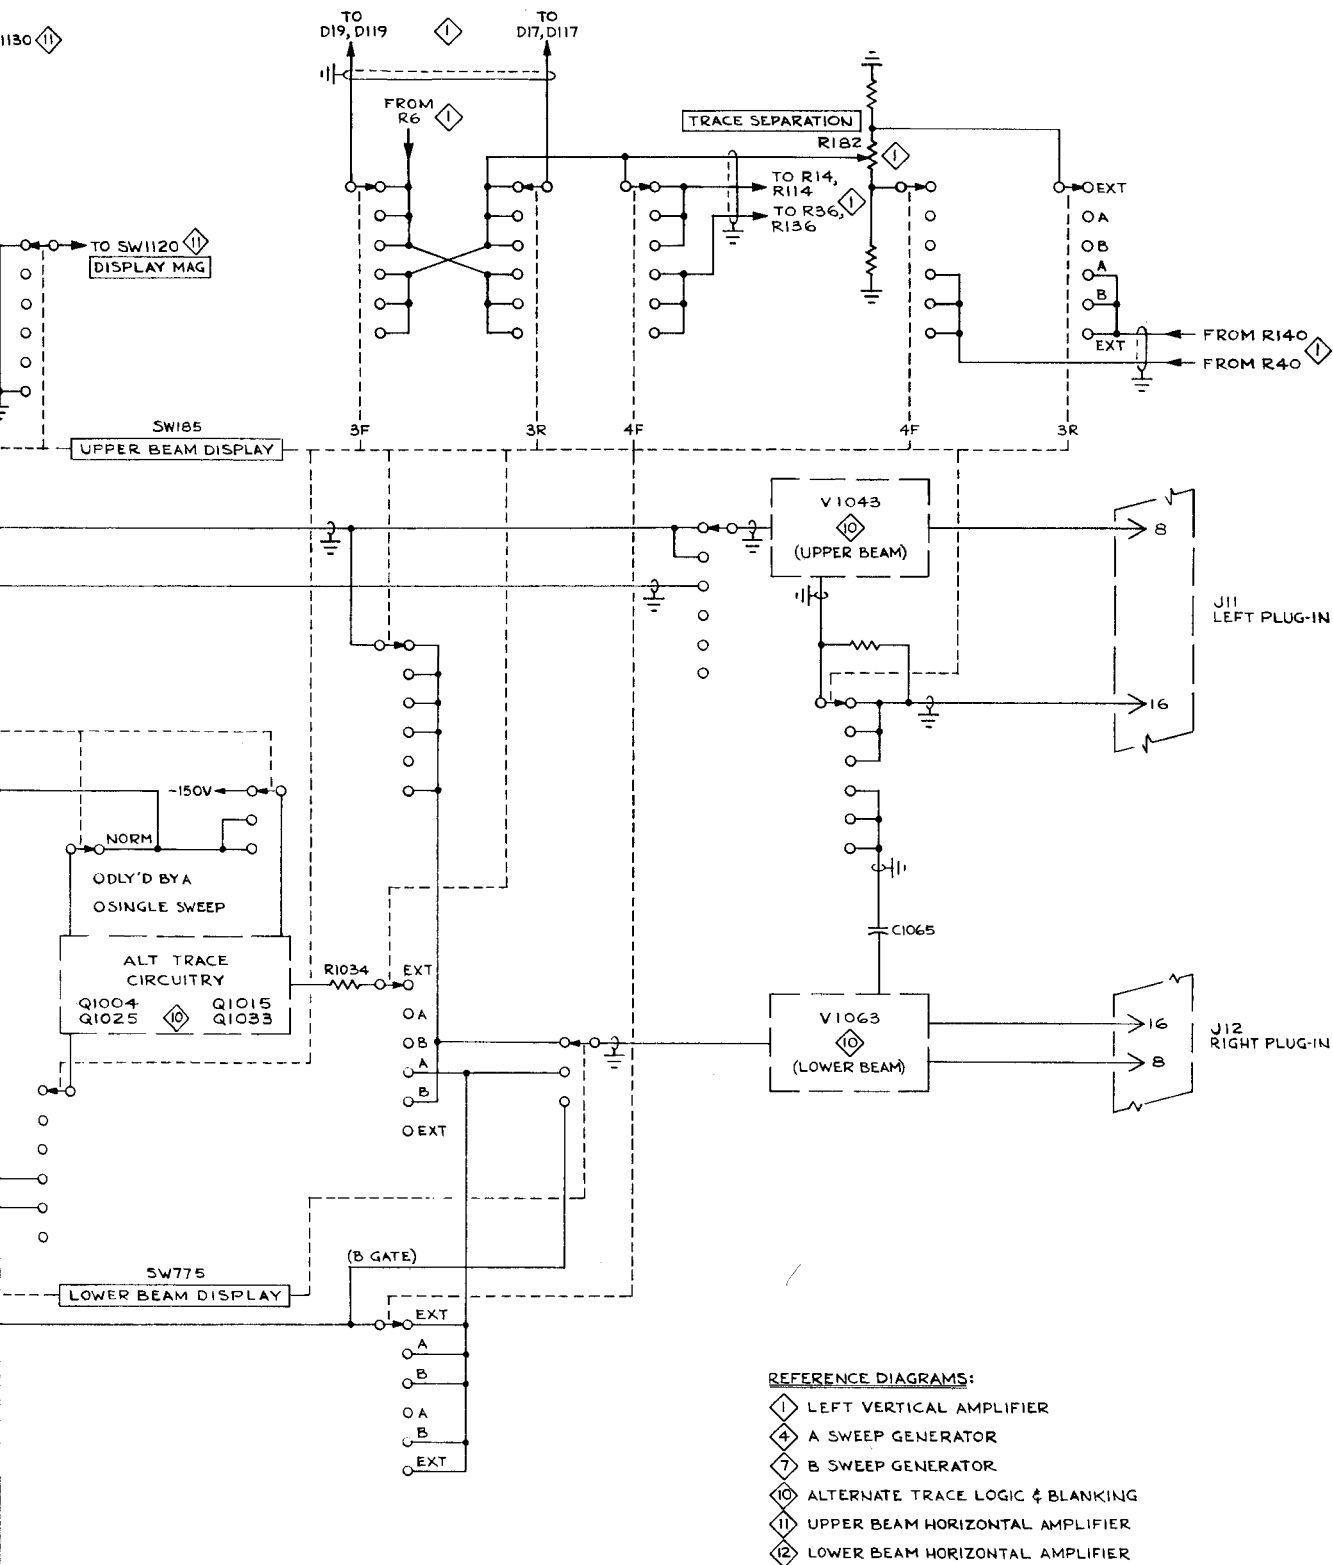 1130 11
TO
D19, D119
1
TO
D17, D117
FROM
R6 1
TRACE SEPARATION
R182
1
TO R14,
R114
TO R36,
R136
1
EXT
A
B
A
B
EXT
TO SW1120 11
DISPLAY MAG
FROM R140
FROM R40
1
SW185
UPPER BEAM DISPLAY
3F
3R
4F
4F
3R
V1043
10
(UPPER BEAM)
8
16
J11
LEFT PLUG-IN
-150V
NORM
DLY'D BY A
SINGLE SWEEP
ALT TRACE
CIRCUITRY
Q1004 Q1015
Q1025 10 Q1033
R1034
EXT
A
B
A
B
EXT
C1065
V1063
10
(LOWER BEAM)
16
8
J12
RIGHT PLUG-IN
(B GATE)
SW775
LOWER BEAM DISPLAY
EXT
A
B
A
B
EXT
REFERENCE DIAGRAMS:
1 LEFT VERTICAL AMPLIFIER
4 A SWEEP GENERATOR
7 B SWEEP GENERATOR
10 ALTERNATE TRACE LOGIC & BLANKING
11 UPPER BEAM HORIZONTAL AMPLIFIER
12 LOWER BEAM HORIZONTAL AMPLIFIER